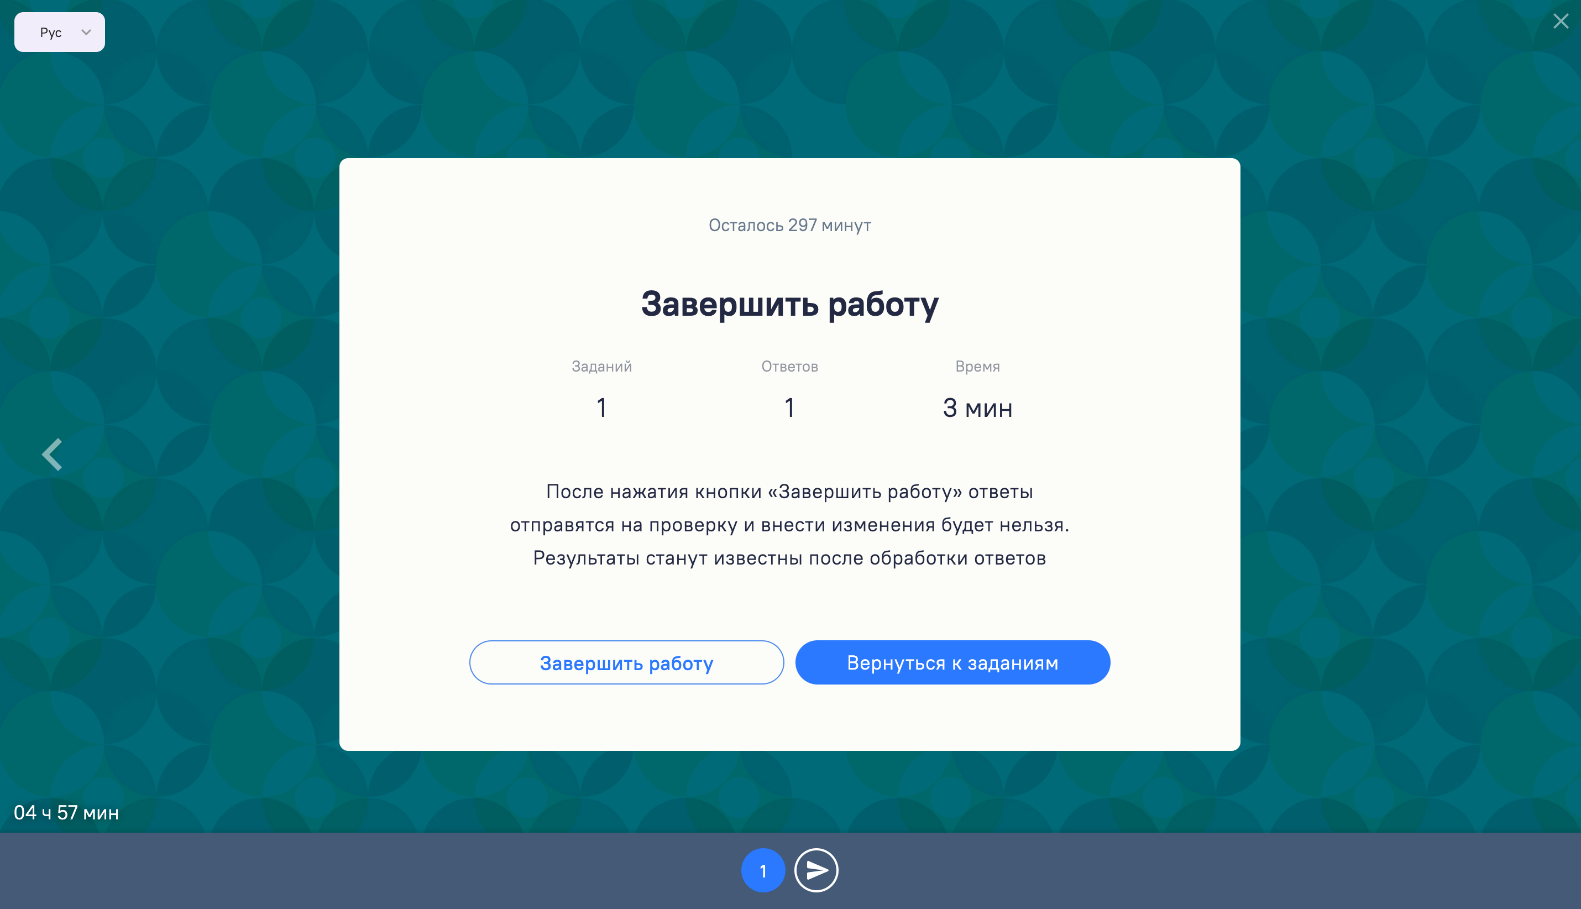 Рус
Осталось 297 минут
Завершить работу
Заданий
Ответов
Время
1
1
3 мин
После нажатия кнопки «Завершить работу» ответы
отправятся на проверку и внести изменения будет нельзя.
Результаты станут известны после обработки ответов
Завершить работу
Вернуться к заданиям
04 ч 57 мин
1